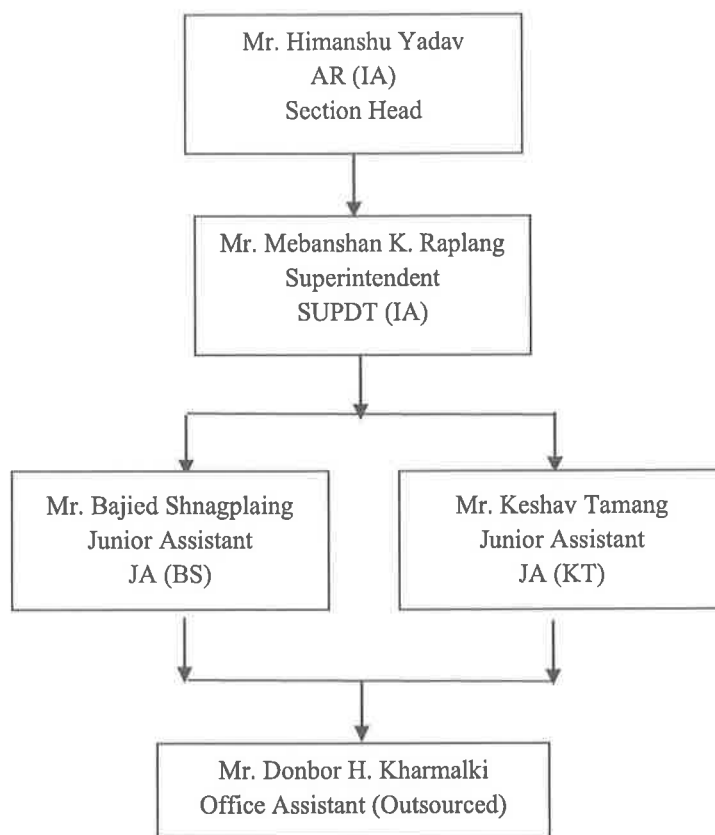 Mr. Himanshu Yadav
AR (IA)
Section Head
Mr. Mebanshan K. Raplang
Superintendent
SUPDT (IA)
Mr. Bajied Shnagplaing
Junior Assistant
JA (BS)
Mr. Keshav Tamang
Junior Assistant
JA (KT)
Mr. Donbor H. Kharmalki
Office Assistant (Outsourced)